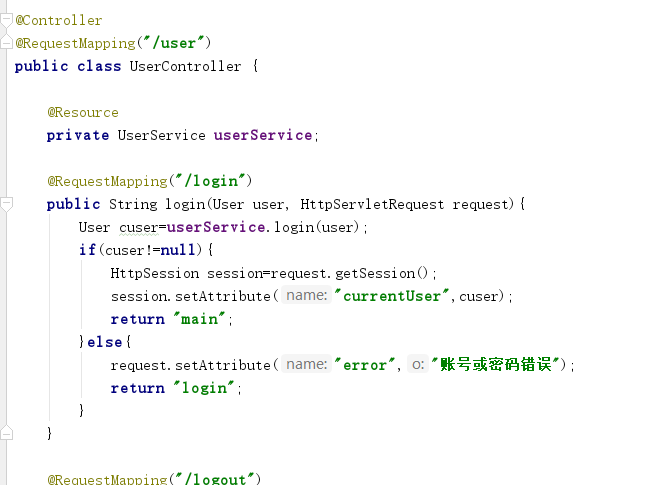 @Controller
@RequestMapping("/user")
public class UserController {
@Resource
private UserService userService;
@RequestMapping("/login")
public String login(User user, HttpServletRequest request){
User cuser=userService.login(user);
if(cuser!=null){
HttpSession session=request.getSession();
session.setAttribute( name: "currentUser",cuser);
return "main";
}else{
request.setAttribute( name: "error", o: "账号或密码错误");
return "login";
}
}
@RequestMapping("/logout")